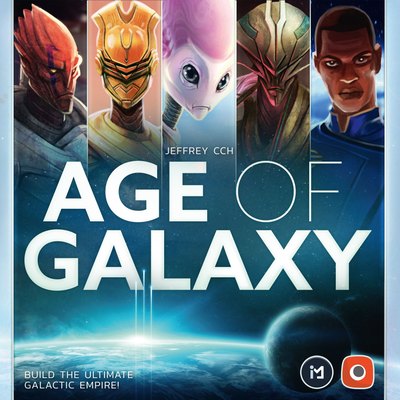 JEFFREY CCH
AGE OF
GALAXY
BUILD THE ULTIMATE
GALACTIC EMPIRE!